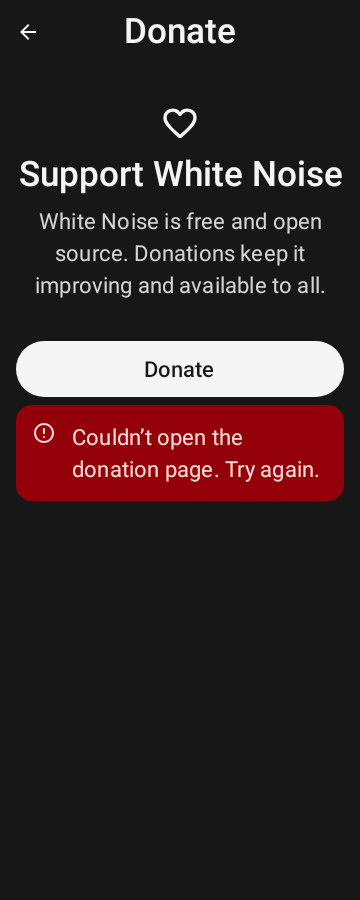 Donate
Support White Noise
White Noise is free and open
source. Donations keep it
improving and available to all.
Donate
Couldn’t open the
donation page. Try again.